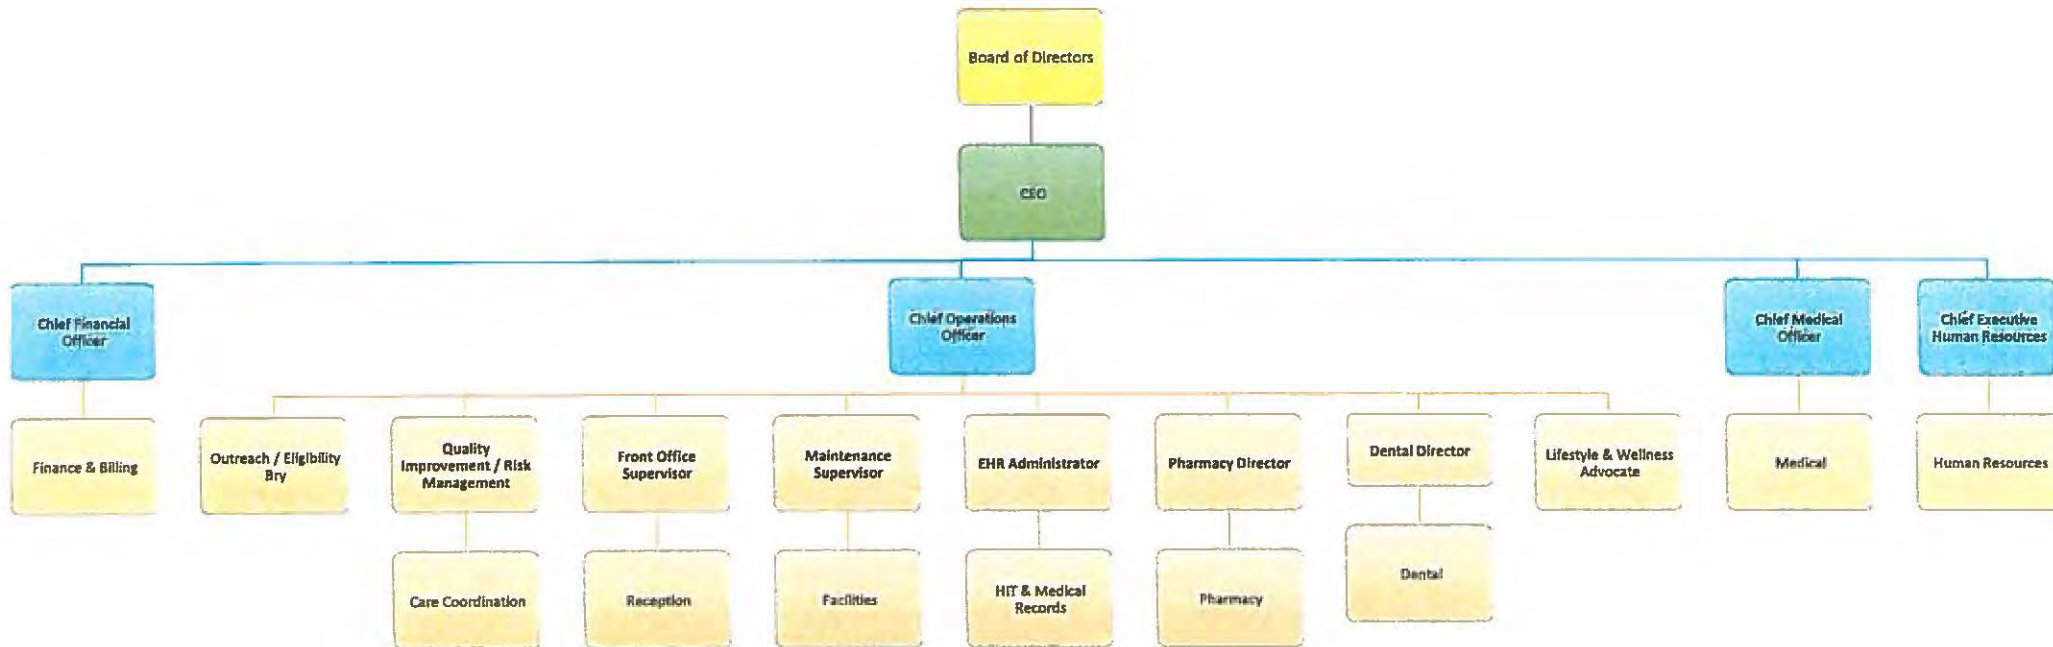 Board of Directors
CEO
Chief Financial
Officer
Chief Operations
Officer
Chief Medical
Officer
Chief Executive
Human Resources
Finance & Billing
Outreach / Eligibility
Bry
Quality
Improvement / Risk
Management
Front Office
Supervisor
Maintenance
Supervisor
EHR Administrator
Pharmacy Director
Dental Director
Lifestyle & Wellness
Advocate
Medical
Human Resources
Care Coordination
Reception
Facilities
HIT & Medical
Records
Pharmacy
Dental